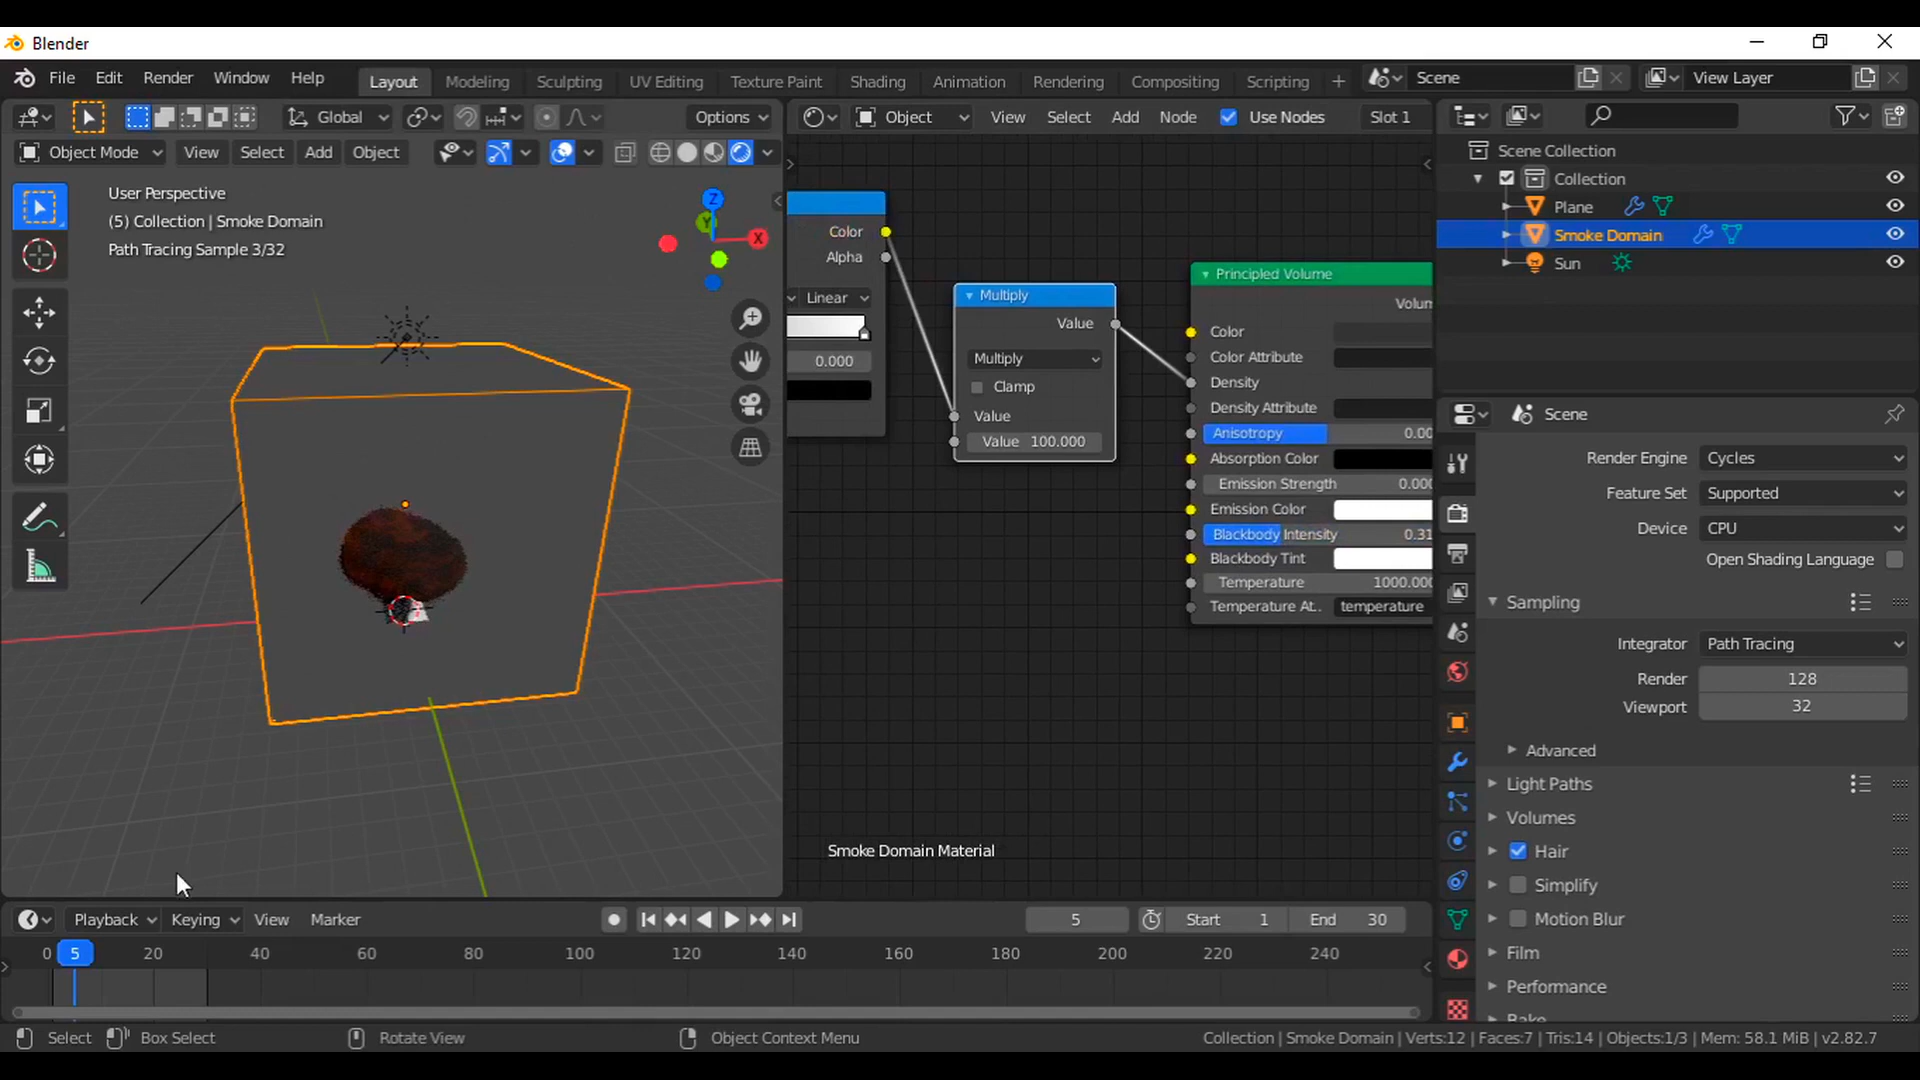 Blender
File Edit Render Window Help
Layout Modeling Sculpting UV Editing Texture Paint Shading Animation Rendering Compositing Scripting +
Scene
View Layer
Global
Options
Object
View Select Add Node Use Nodes Slot 1
Object Mode View Select Add Object
User Perspective
(5) Collection | Smoke Domain
Path Tracing Sample 3/32
Z
Y
X
Color
Alpha
Linear
0.000
Multiply
Value
Multiply
Clamp
Value
Value 100.000
Principled Volume
Volum
Color
Color Attribute
Density
Density Attribute
Anisotropy 0.00
Absorption Color
Emission Strength 0.000
Emission Color
Blackbody Intensity 0.31
Blackbody Tint
Temperature 1000.000
Temperature At.. temperature
Smoke Domain Material
Scene Collection
Collection
Plane
Smoke Domain
Sun
Scene
Render Engine Cycles
Feature Set Supported
Device CPU
Open Shading Language
Sampling
Integrator Path Tracing
Render 128
Viewport 32
Advanced
Light Paths
Volumes
Hair
Simplify
Motion Blur
Film
Performance
Bake
Playback Keying View Marker
5
Start 1 End 30
0 5 20 40 60 80 100 120 140 160 180 200 220 240
Select Box Select Rotate View Object Context Menu
Collection | Smoke Domain | Verts:12 | Faces:7 | Tris:14 | Objects:1/3 | Mem: 58.1 MiB | v2.82.7